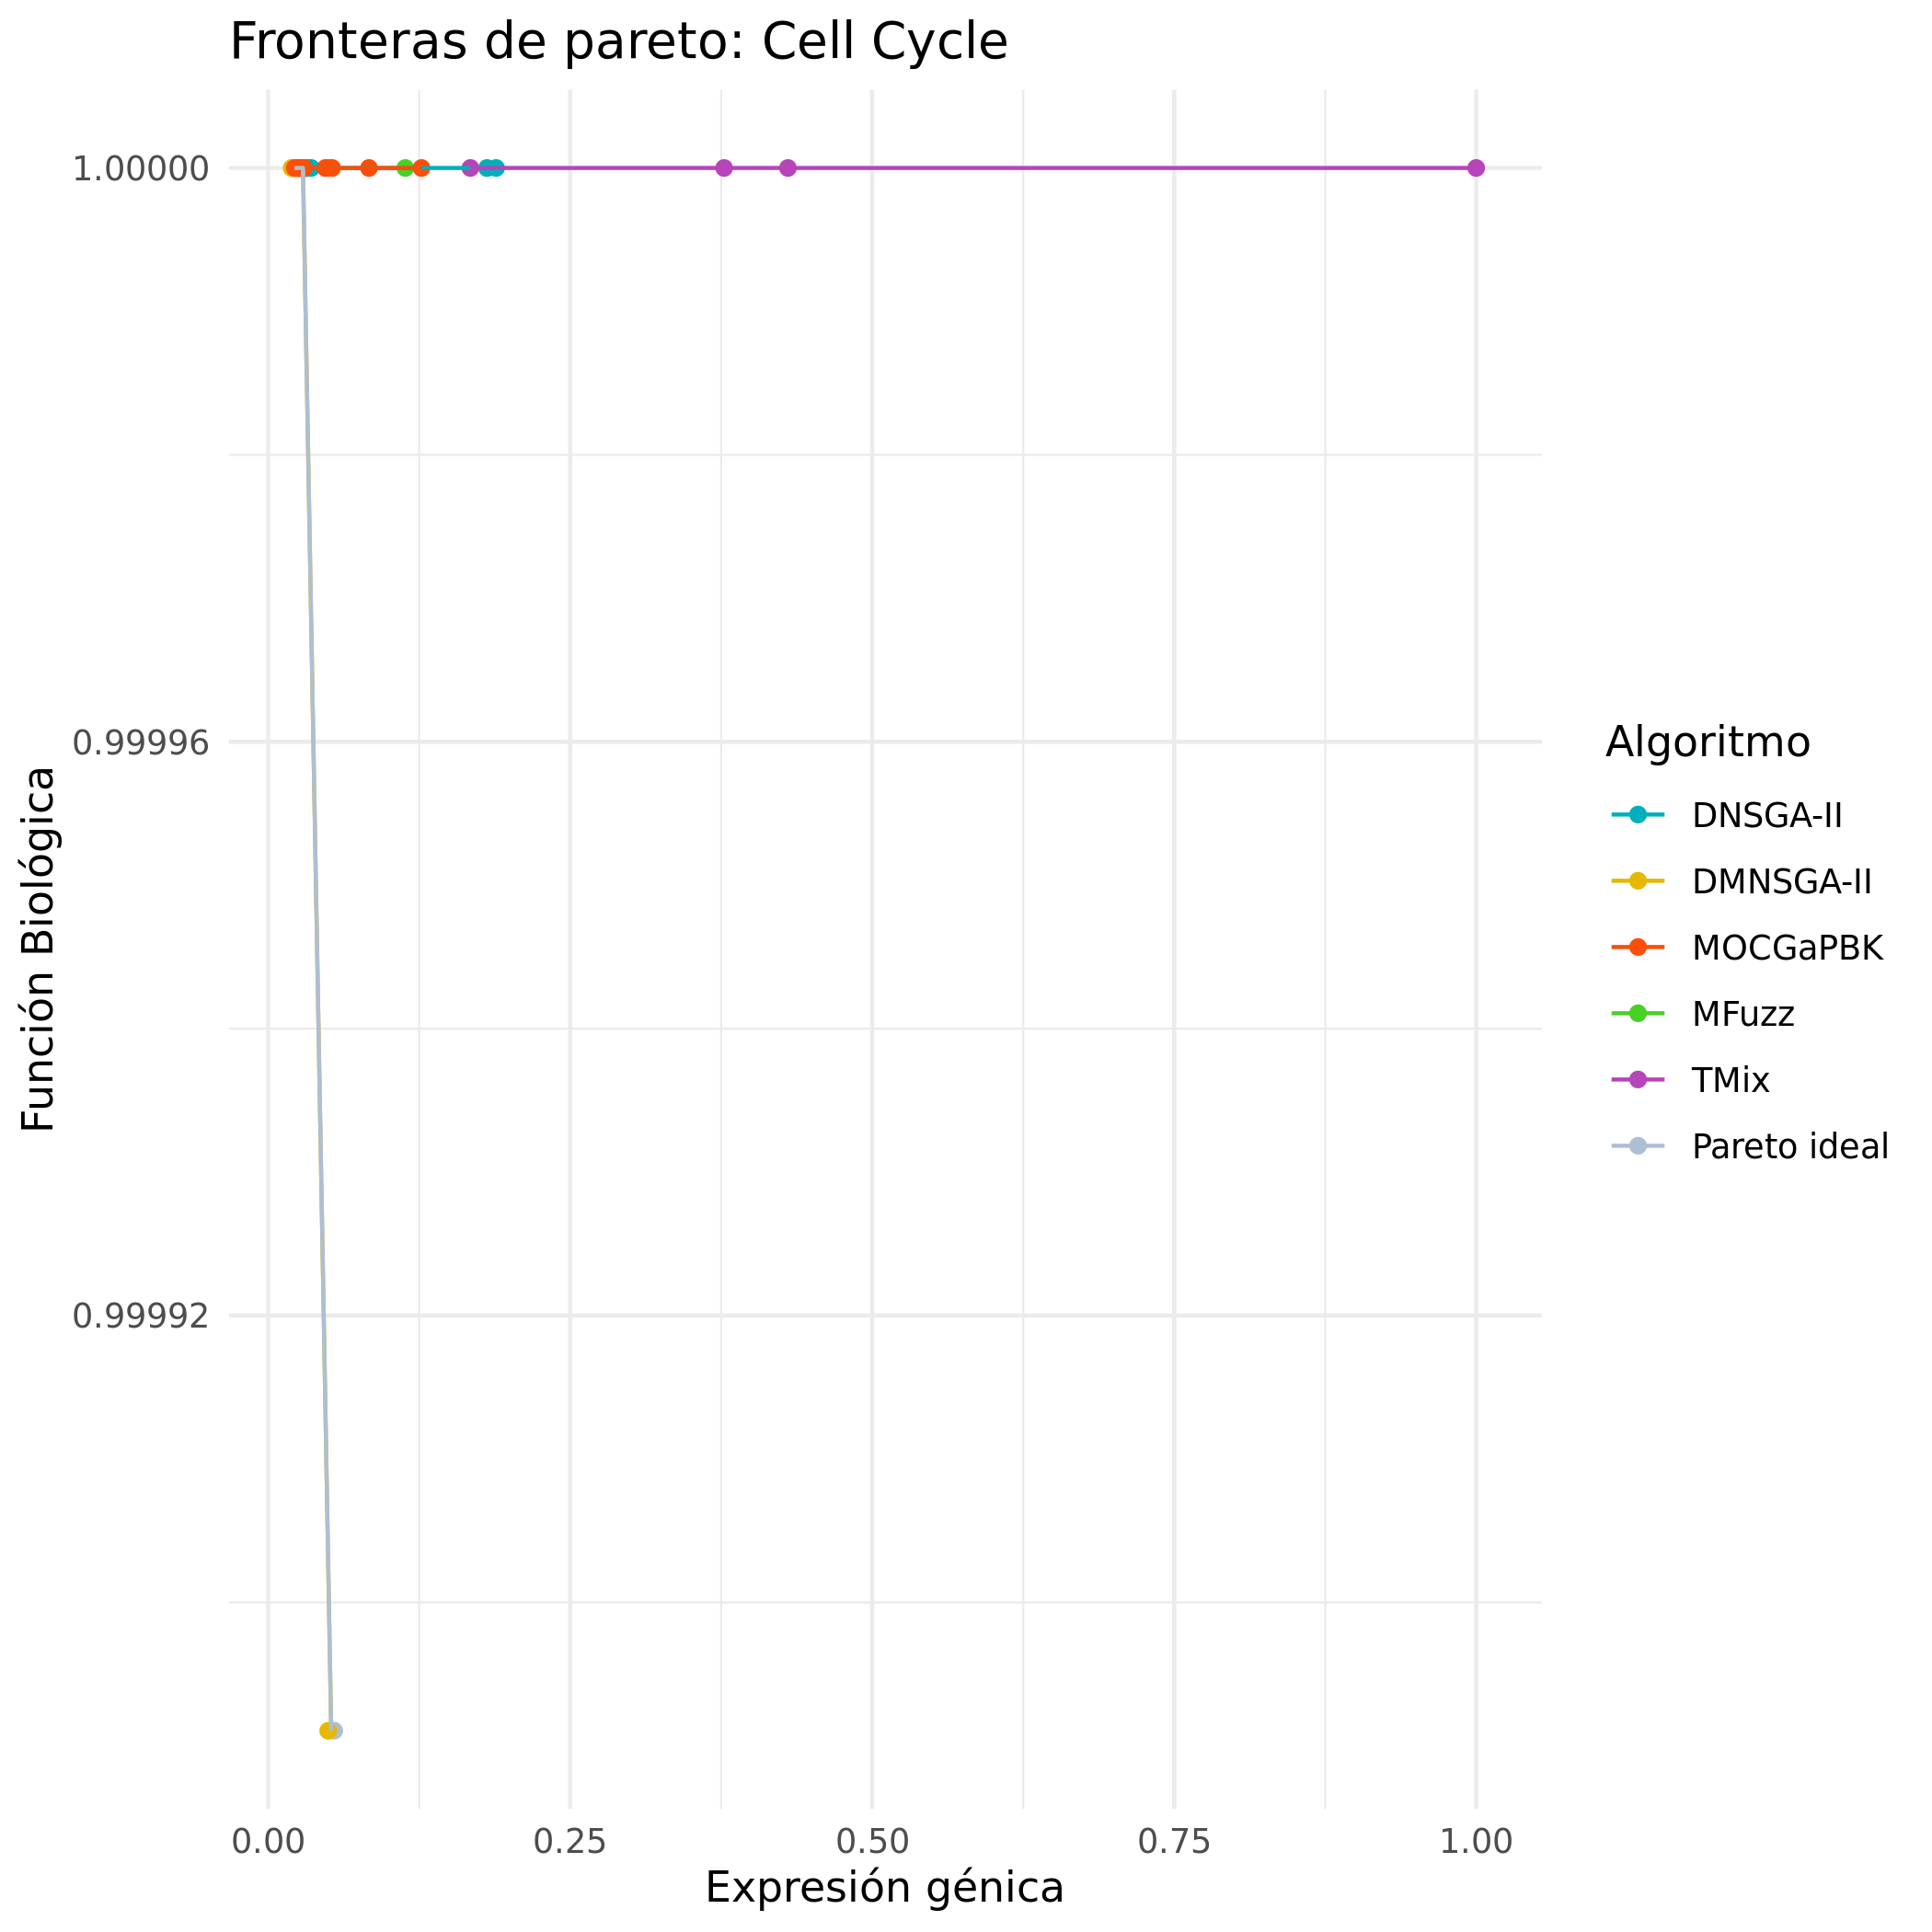 Fronteras de pareto: Cell Cycle
1.00000
0.99996
0.99992
Función Biológica
0.00
0.25
0.50
0.75
1.00
Expresión génica
Algoritmo
DNSGA-II
DMNSGA-II
MOCGaPBK
MFuzz
TMix
Pareto ideal